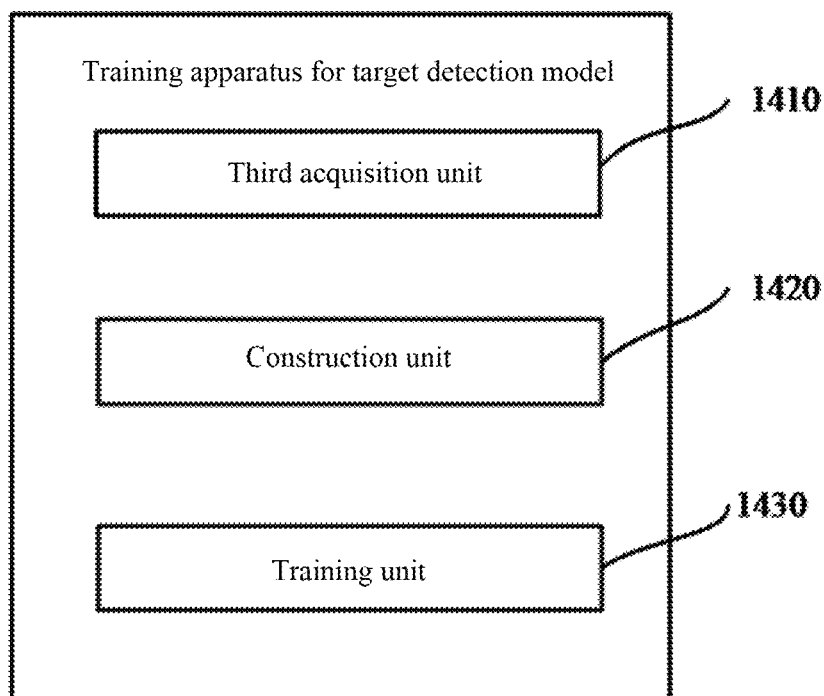 Training apparatus for target detection model
1410
Third acquisition unit
1420
Construction unit
1430
Training unit